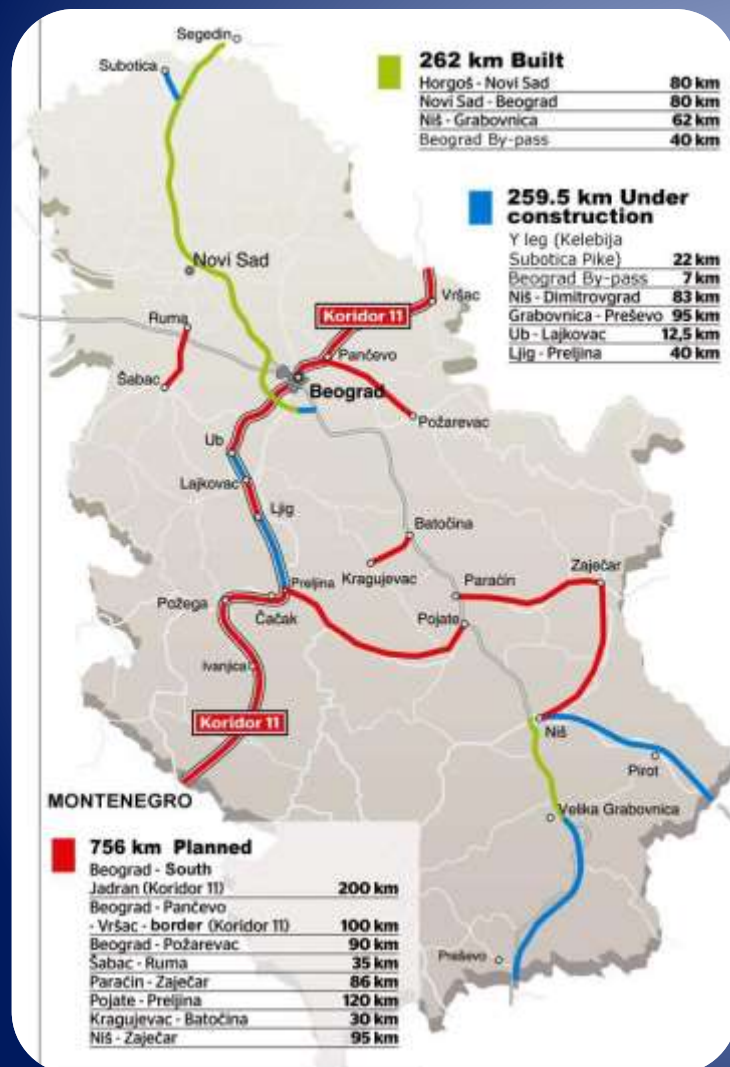 Segedin
Subotica
262 km Built
Horgoš - Novi Sad 80 km
Novi Sad - Beograd 80 km
Niš - Grabovnica 62 km
Beograd By-pass 40 km
259.5 km Under
construction
Y leg (Kelebija
Subotica Pike) 22 km
Beograd By-pass 7 km
Niš - Dimitrovgrad 83 km
Grabovnica - Preševo 95 km
Ub - Lajkovac 12,5 km
Ljig - Preljina 40 km
Novi Sad
Vršac
Koridor 11
Ruma
Pančevo
Šabac
Beograd
Požarevac
Ub
Lajkovac
Ljig
Batočina
Kragujevac
Zaječar
Paraćin
Preljina
Požega
Čačak
Pojate
Ivanjica
Koridor 11
Niš
Pirot
MONTENEGRO
Velika Grabovnica
756 km Planned
Beograd - South
Jadran (Koridor 11) 200 km
Beograd - Pančevo
- Vršac - border (Koridor 11) 100 km
Beograd - Požarevac 90 km
Šabac - Ruma 35 km
Paraćin - Zaječar 86 km
Pojate - Preljina 120 km
Kragujevac - Batočina 30 km
Niš - Zaječar 95 km
Preševo